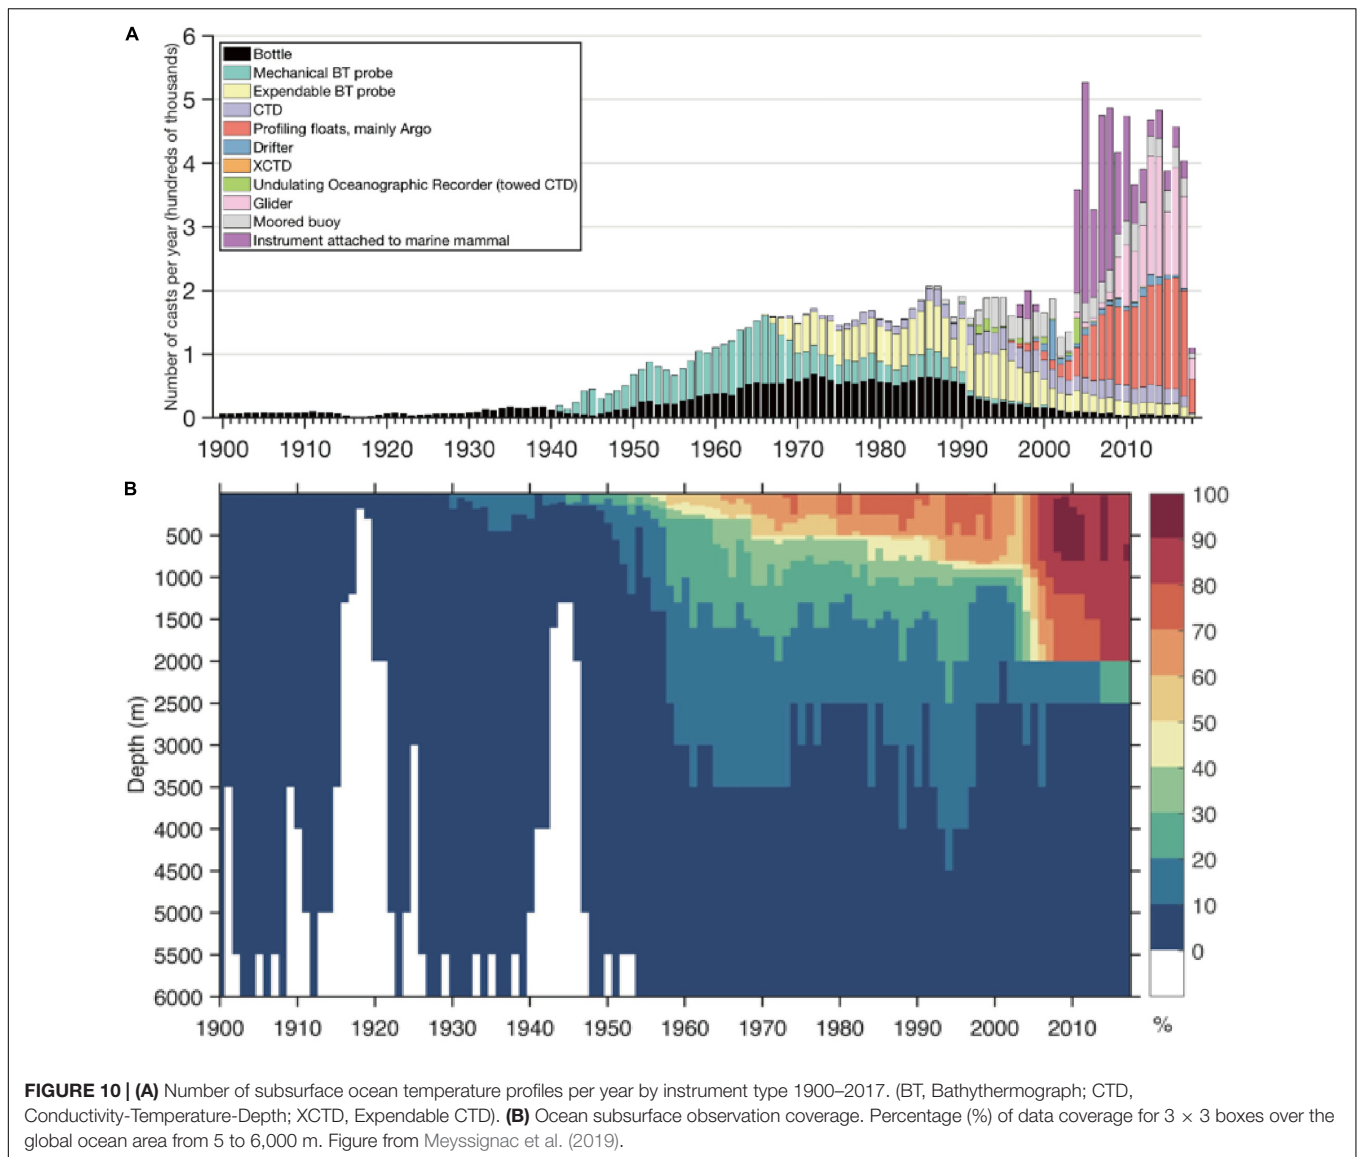 A
Number of casts per year (hundreds of thousands)
6
5
4
3
2
1
0
Bottle
Mechanical BT probe
Expendable BT probe
CTD
Profiling floats, mainly Argo
Drifter
XCTD
Undulating Oceanographic Recorder (towed CTD)
Glider
Moored buoy
Instrument attached to marine mammal
1900 1910 1920 1930 1940 1950 1960 1970 1980 1990 2000 2010
B
Depth (m)
500
1000
1500
2000
2500
3000
3500
4000
4500
5000
5500
6000
1900 1910 1920 1930 1940 1950 1960 1970 1980 1990 2000 2010
100
90
80
70
60
50
40
30
20
10
0
%
FIGURE 10 | (A) Number of subsurface ocean temperature profiles per year by instrument type 1900–2017. (BT, Bathythermograph; CTD,
Conductivity-Temperature-Depth; XCTD, Expendable CTD). (B) Ocean subsurface observation coverage. Percentage (%) of data coverage for 3 × 3 boxes over the
global ocean area from 5 to 6,000 m. Figure from Meyssignac et al. (2019).